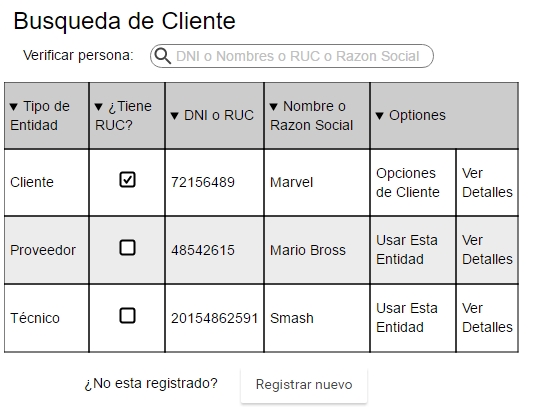 Busqueda de Cliente
Verificar persona: DNI o Nombres o RUC o Razon Social
Tipo de Entidad ¿Tiene RUC? DNI o RUC Nombre o Razon Social Optiones
Cliente 72156489 Marvel Opciones de Cliente Ver Detalles
Proveedor 48542615 Mario Bross Usar Esta Entidad Ver Detalles
Técnico 20154862591 Smash Usar Esta Entidad Ver Detalles
¿No esta registrado? Registrar nuevo